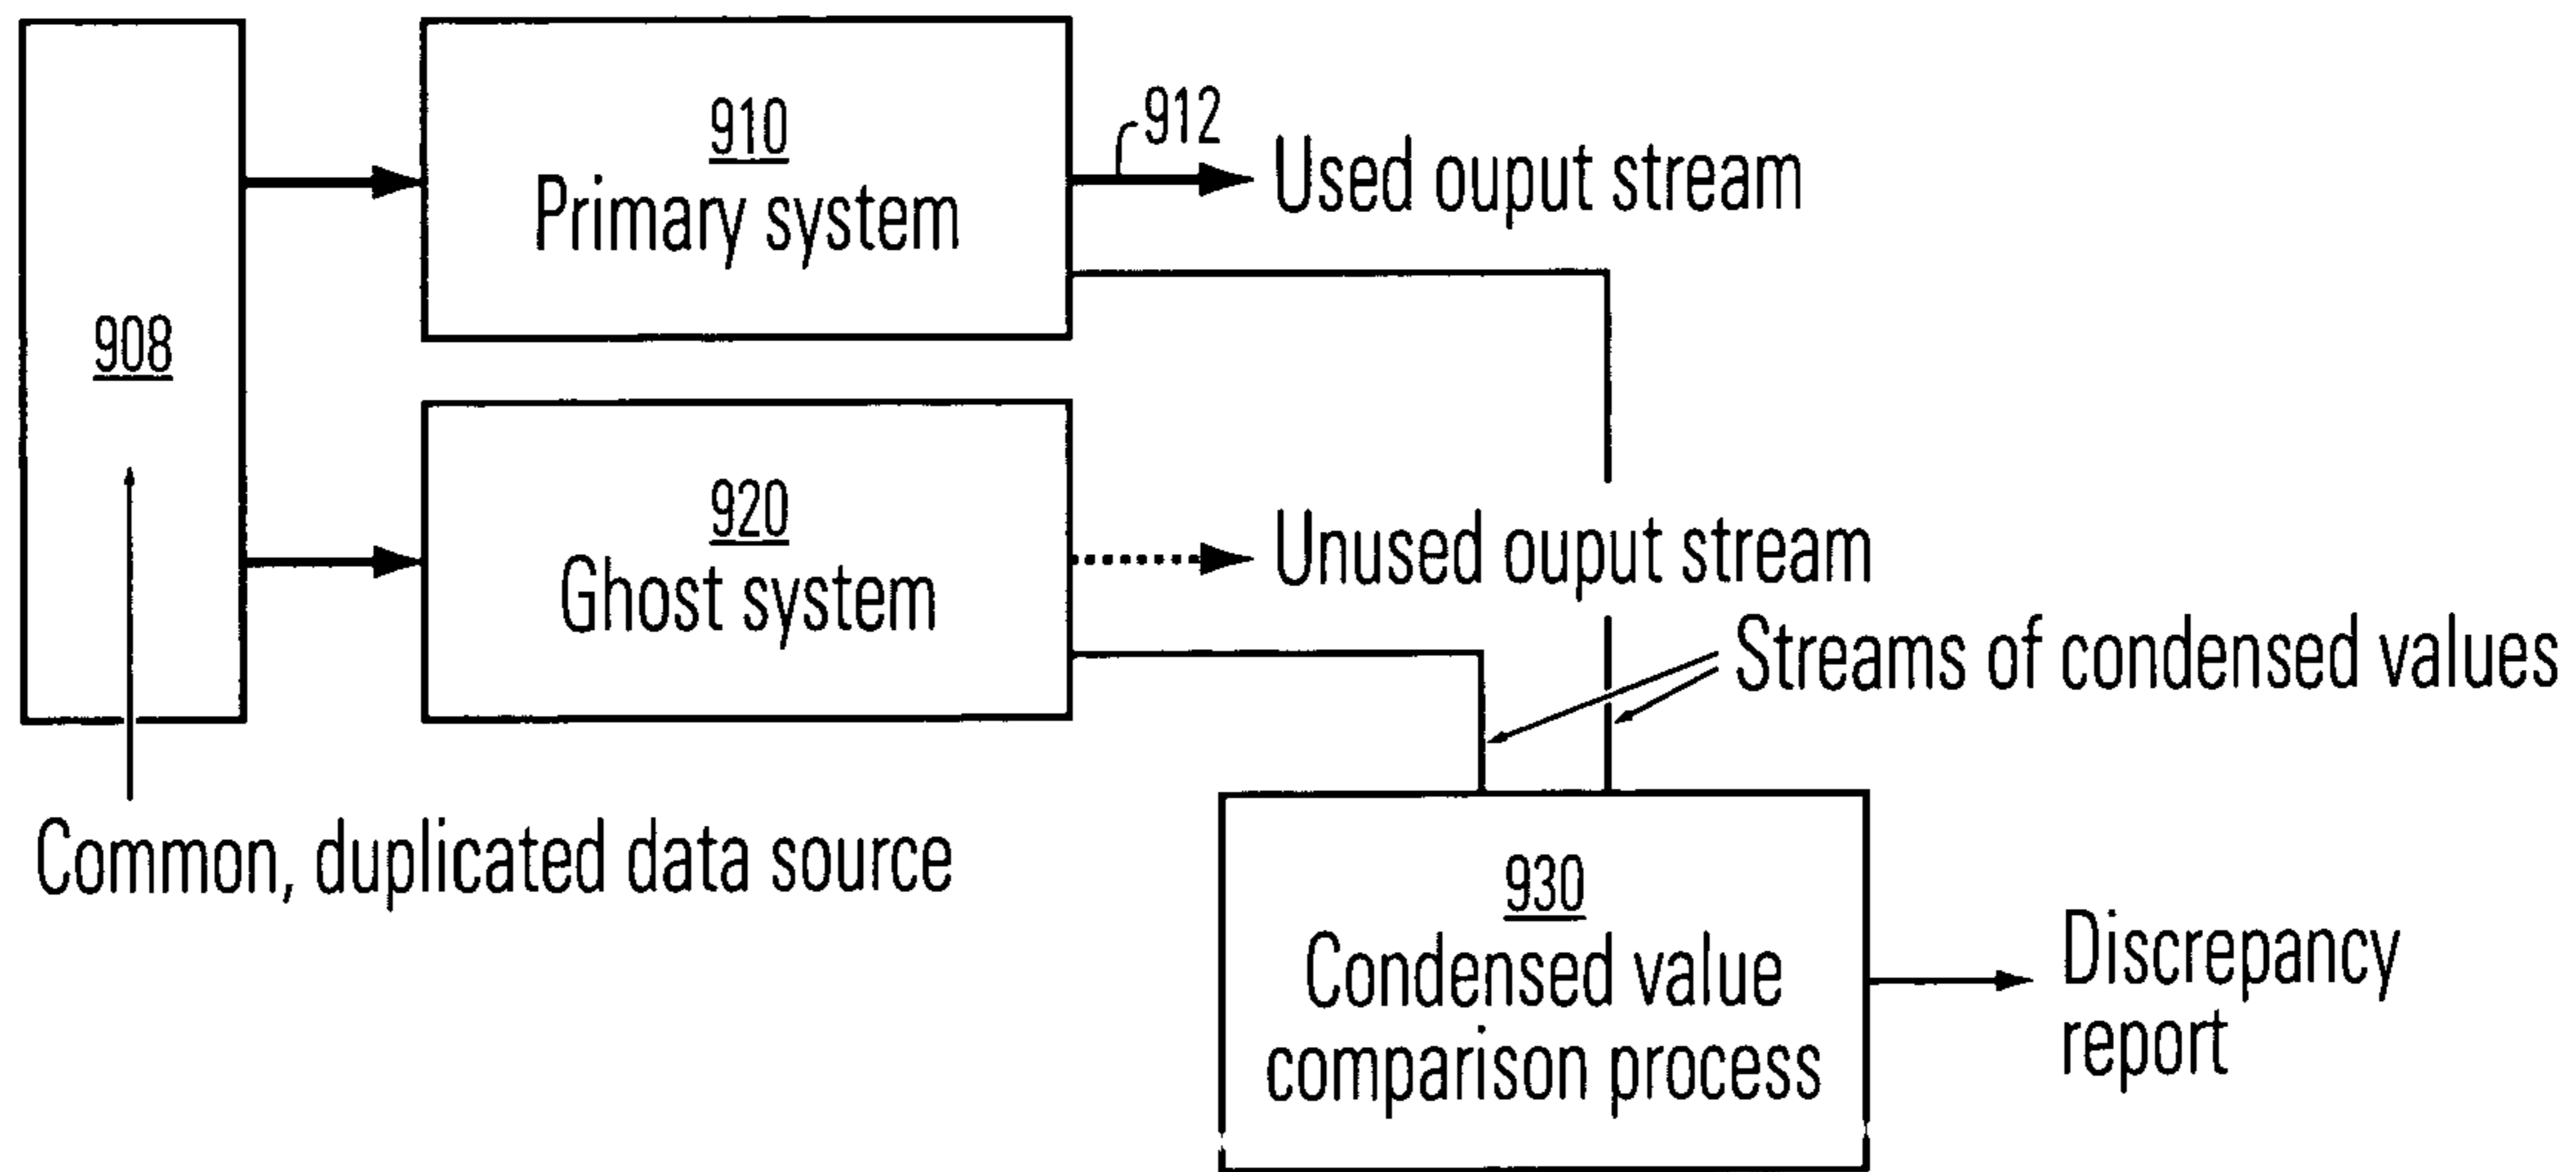 910
Primary system
912
Used ouput stream
908
920
Ghost system
Unused ouput stream
Streams of condensed values
Common, duplicated data source
930
Condensed value
comparison process
Discrepancy
report